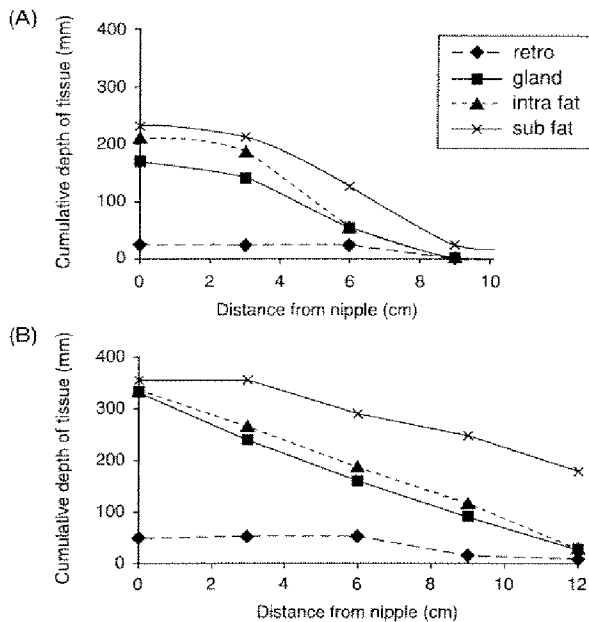 (A)
Cumulative depth of tissue (mm)
400
300
200
100
0
0 2 4 6 8 10
Distance from nipple (cm)
retro
gland
intra fat
sub fat
(B)
Cumulative depth of tissue (mm)
400
300
200
100
0
0 2 4 6 8 10 12
Distance from nipple (cm)